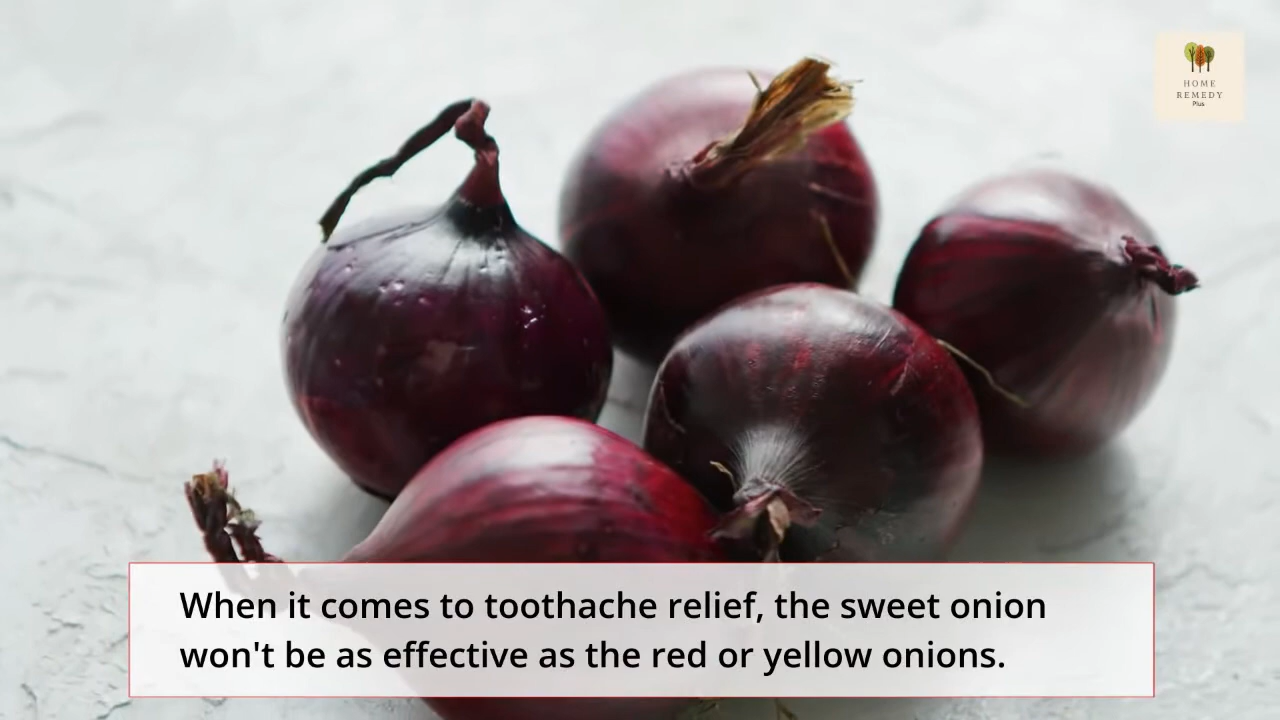 HOME
REMEDY
Plus
When it comes to toothache relief, the sweet onion
won't be as effective as the red or yellow onions.